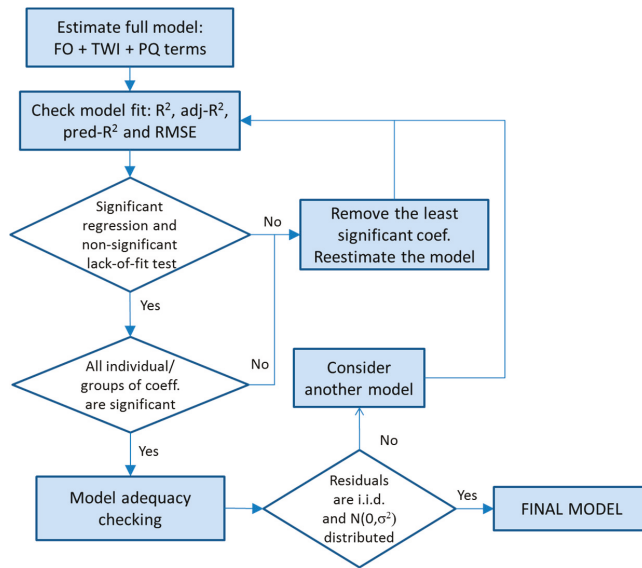 Estimate full model:
FO + TWI + PQ terms
Check model fit: R², adj-R²,
pred-R² and RMSE
Significant
regression and
non-significant
lack-of-fit test
No
Remove the least
significant coef.
Reestimate the model
Yes
All individual/
groups of coeff.
are significant
No
Consider
another model
Yes
No
Model adequacy
checking
Residuals
are i.i.d.
and N(0,σ²)
distributed
Yes
FINAL MODEL